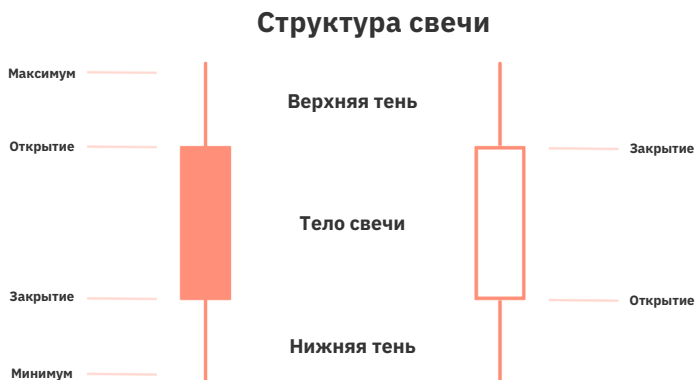 Структура свечи
Максимум
Верхняя тень
Открытие
Закрытие
Тело свечи
Закрытие
Открытие
Нижняя тень
Минимум